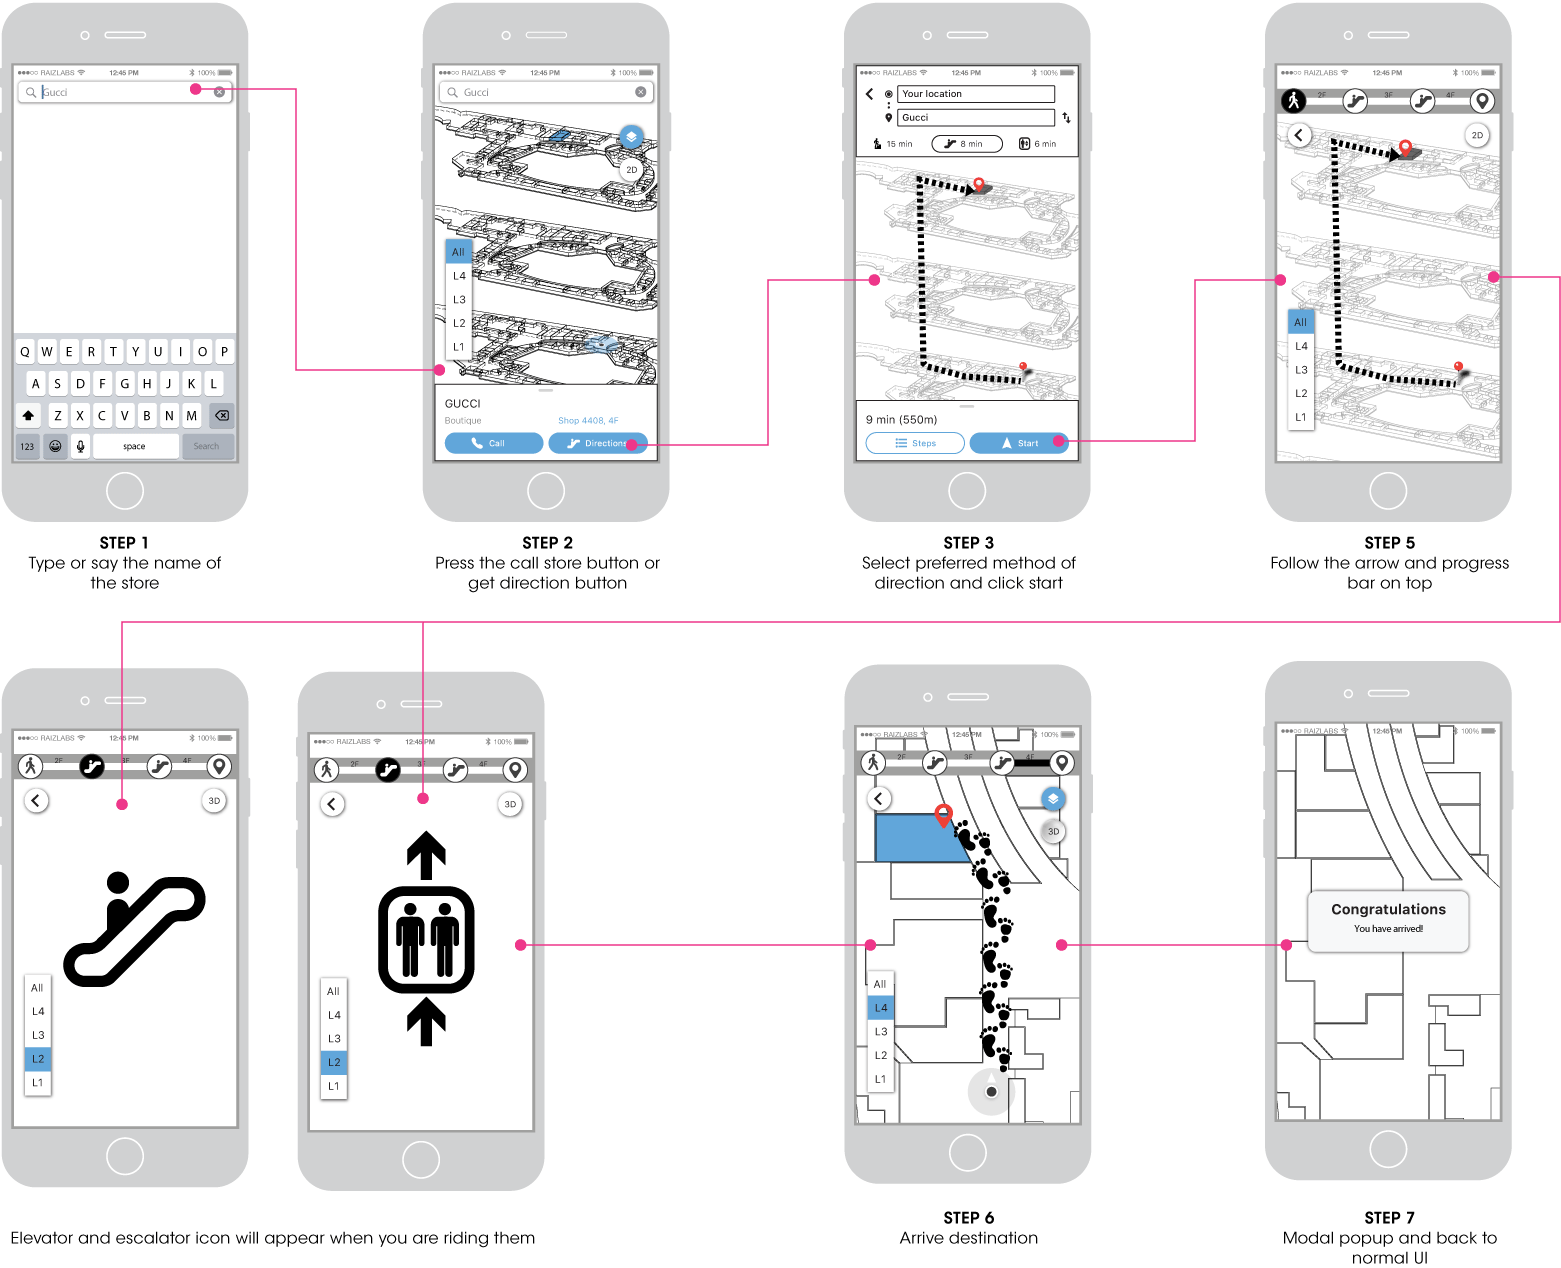 RAIZLABS 12:45 PM 100%
Gucci
Q W E R T Y U I O P
A S D F G H J K L
Z X C V B N M
123 space Search
STEP 1
Type or say the name of
the store
RAIZLABS 12:45 PM 100%
Gucci
2D
All
L4
L3
L2
L1
GUCCI
Boutique Shop 4408, 4F
Call Directions
STEP 2
Press the call store button or
get direction button
RAIZLABS 12:45 PM 100%
Your location
Gucci
15 min 8 min 6 min
9 min (550m)
Steps Start
STEP 3
Select preferred method of
direction and click start
RAIZLABS 12:45 PM 100%
2F 3F 4F
2D
All
L4
L3
L2
L1
STEP 5
Follow the arrow and progress
bar on top
RAIZLABS 12:45 PM 100%
2F 3F 4F
3D
All
L4
L3
L2
L1
RAIZLABS 12:45 PM 100%
2F 3F 4F
3D
All
L4
L3
L2
L1
Elevator and escalator icon will appear when you are riding them
RAIZLABS 12:45 PM 100%
2F 3F 4F
3D
All
L4
L3
L2
L1
STEP 6
Arrive destination
RAIZLABS 12:45 PM 100%
Congratulations
You have arrived!
STEP 7
Modal popup and back to
normal UI